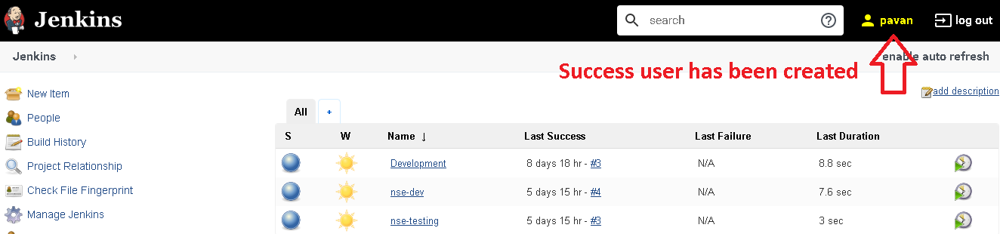 Jenkins
search
pavan
log out
Jenkins
enable auto refresh
Success user has been created
add description
New Item
People
Build History
Project Relationship
Check File Fingerprint
Manage Jenkins
All +
S W Name ↓ Last Success Last Failure Last Duration
Development 8 days 18 hr - #3 N/A 8.8 sec
nse-dev 5 days 15 hr - #4 N/A 7.6 sec
nse-testing 5 days 15 hr - #3 N/A 3 sec